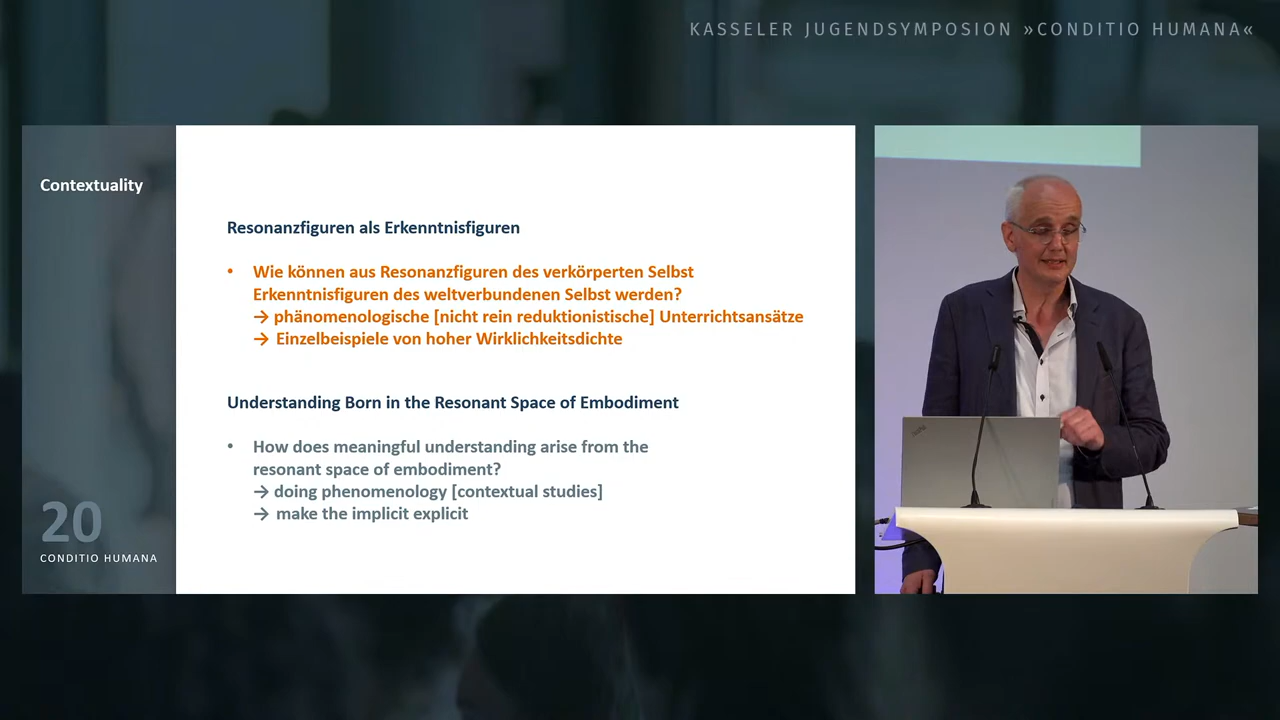 KASSELER JUGENDSYMPOSION »CONDITIO HUMANA«
Contextuality
Resonanzfiguren als Erkenntnisfiguren
• Wie können aus Resonanzfiguren des verkörperten Selbst
Erkenntnisfiguren des weltverbundenen Selbst werden?
→ phänomenologische [nicht rein reduktionistische] Unterrichtsansätze
→ Einzelbeispiele von hoher Wirklichkeitsdichte
Understanding Born in the Resonant Space of Embodiment
• How does meaningful understanding arise from the
resonant space of embodiment?
→ doing phenomenology [contextual studies]
→ make the implicit explicit
20
CONDITIO HUMANA